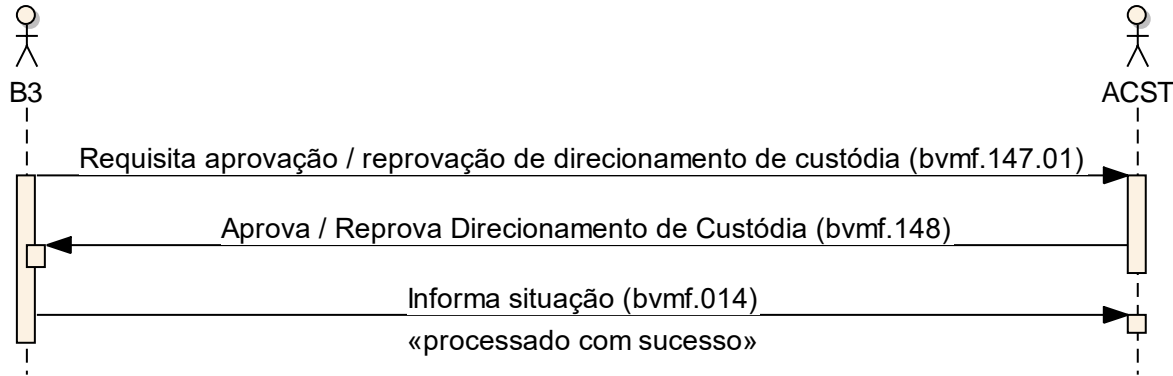 B3
ACST
Requisita aprovação / reprovação de direcionamento de custódia (bvmf.147.01)
Aprova / Reprova Direcionamento de Custódia (bvmf.148)
Informa situação (bvmf.014)
«processado com sucesso»